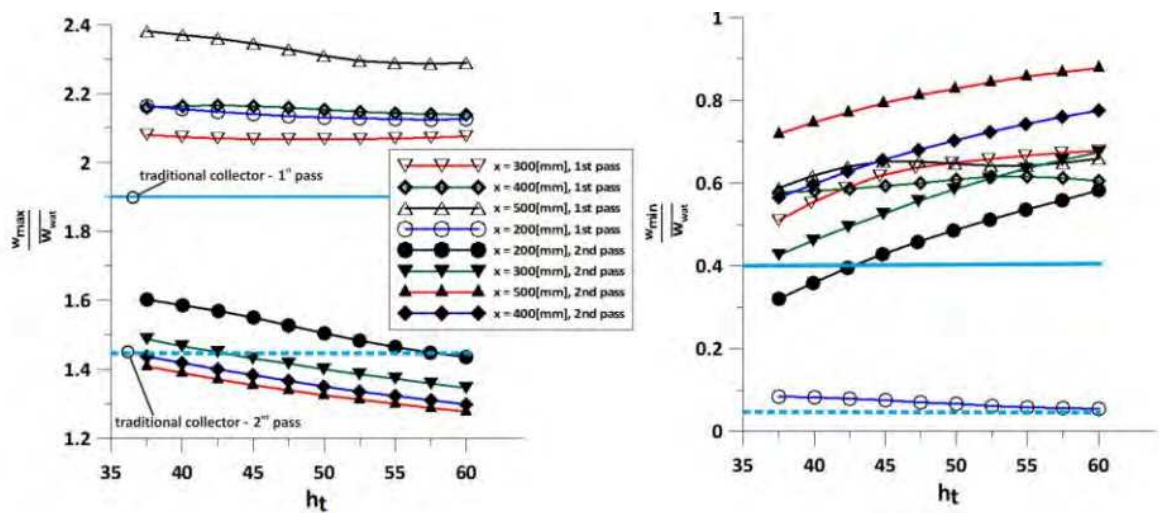 2.4
2.2
2
1.8
1.6
1.4
1.2
35 40 45 50 55 60
h_t
w_max
w_wat
traditional collector - 1st pass
traditional collector - 2nd pass
x = 300[mm], 1st pass
x = 400[mm], 1st pass
x = 500[mm], 1st pass
x = 200[mm], 1st pass
x = 200[mm], 2nd pass
x = 300[mm], 2nd pass
x = 500[mm], 2nd pass
x = 400[mm], 2nd pass
1
0.8
0.6
0.4
0.2
0
35 40 45 50 55 60
h_t
w_min
w_wat